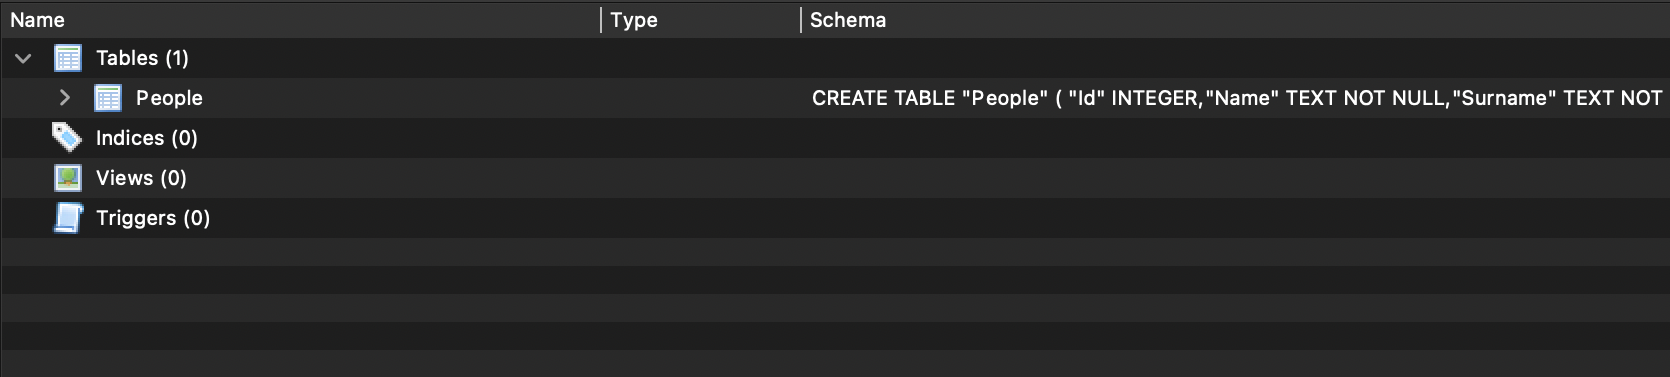 Name Type Schema
Tables (1)
People CREATE TABLE "People" ( "Id" INTEGER,"Name" TEXT NOT NULL,"Surname" TEXT NOT
Indices (0)
Views (0)
Triggers (0)